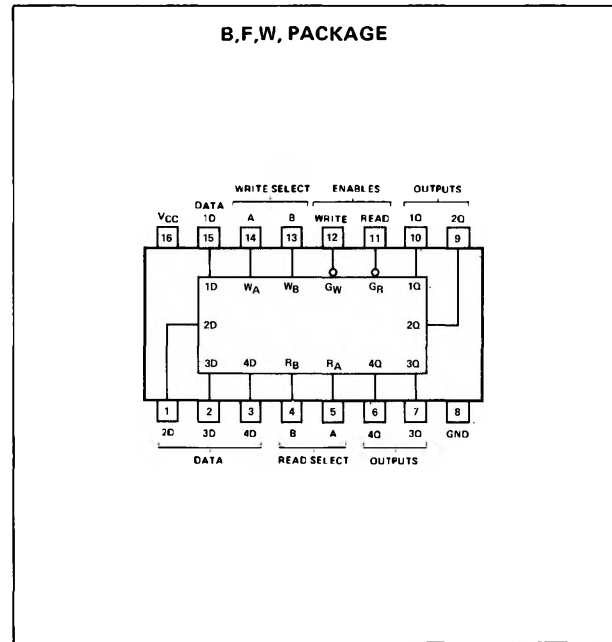 B,F,W, PACKAGE
WRITE SELECT ENABLES OUTPUTS
DATA
VCC 1D A B WRITE READ 1Q 2Q
16 15 14 13 12 11 10 9
1D WA WB GW GR 1Q
2D 2Q
3D 4D RB RA 4Q 3Q
1 2 3 4 5 6 7 8
2D 3D 4D B A 4Q 3Q GND
DATA READ SELECT OUTPUTS